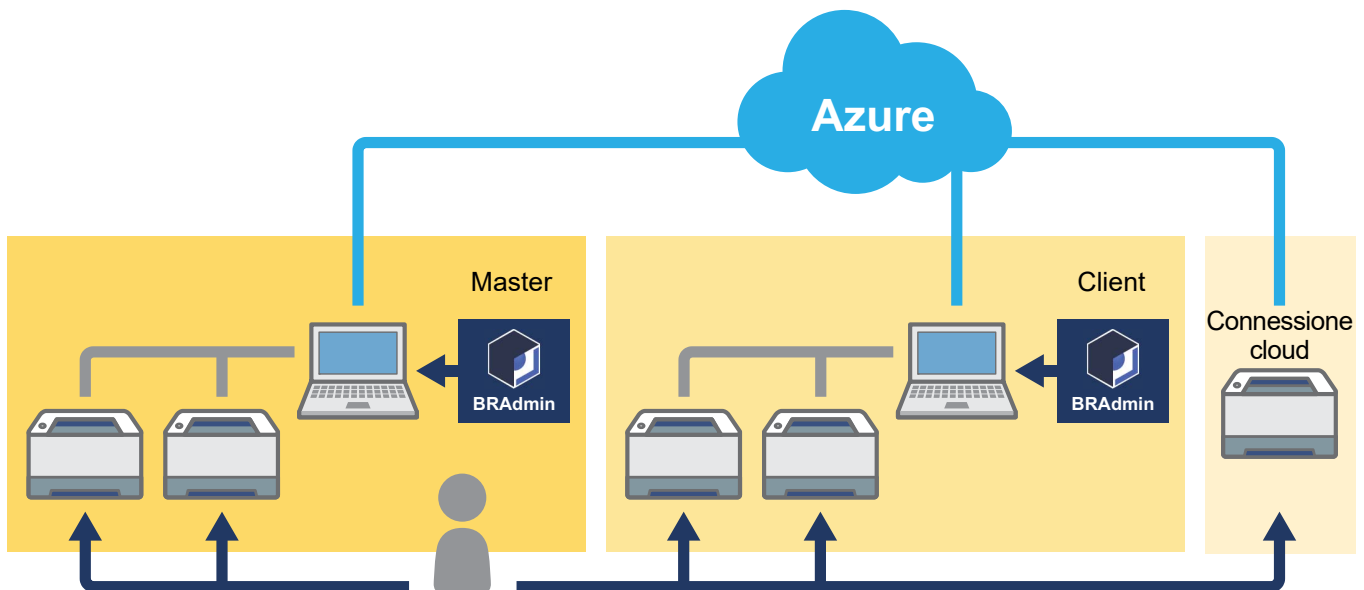 Azure
Master
BRAdmin
Client
BRAdmin
Connessione
cloud